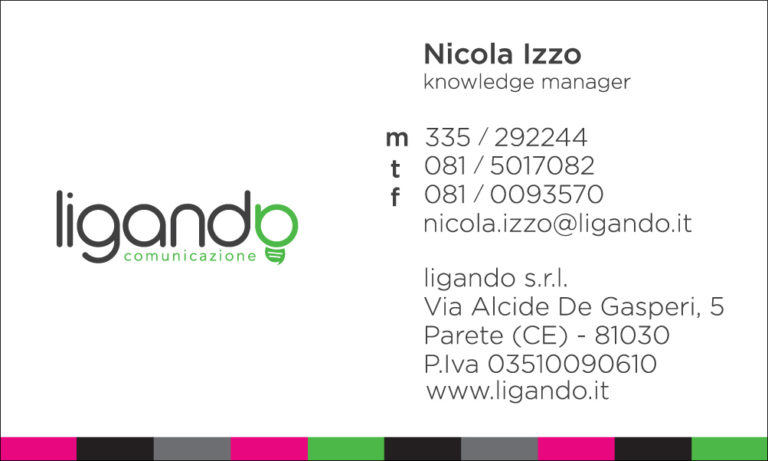 ligando
comunicazione
Nicola Izzo
knowledge manager
m 335 / 292244
t 081 / 5017082
f 081 / 0093570
nicola.izzo@ligando.it
ligando s.r.l.
Via Alcide De Gasperi, 5
Parete (CE) - 81030
P.Iva 03510090610
www.ligando.it